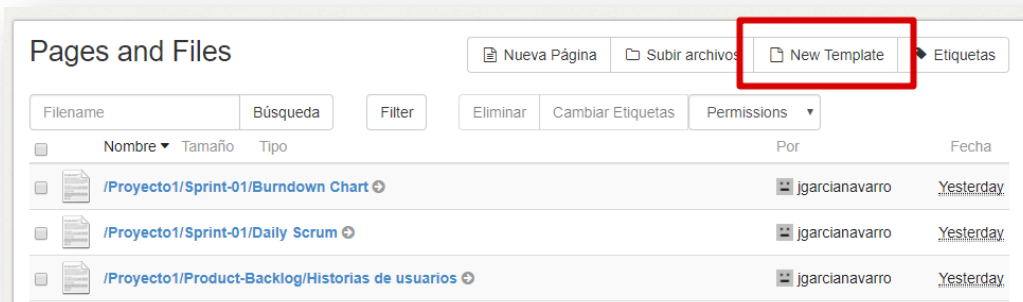 Pages and Files
Nueva Página Subir archivos New Template Etiquetas
Filename Búsqueda Filter Eliminar Cambiar Etiquetas Permissions
Nombre Tamaño Tipo Por Fecha
/Proyecto1/Sprint-01/Burndown Chart jgarcianavarro Yesterday
/Proyecto1/Sprint-01/Daily Scrum jgarcianavarro Yesterday
/Proyecto1/Product-Backlog/Historias de usuarios jgarcianavarro Yesterday